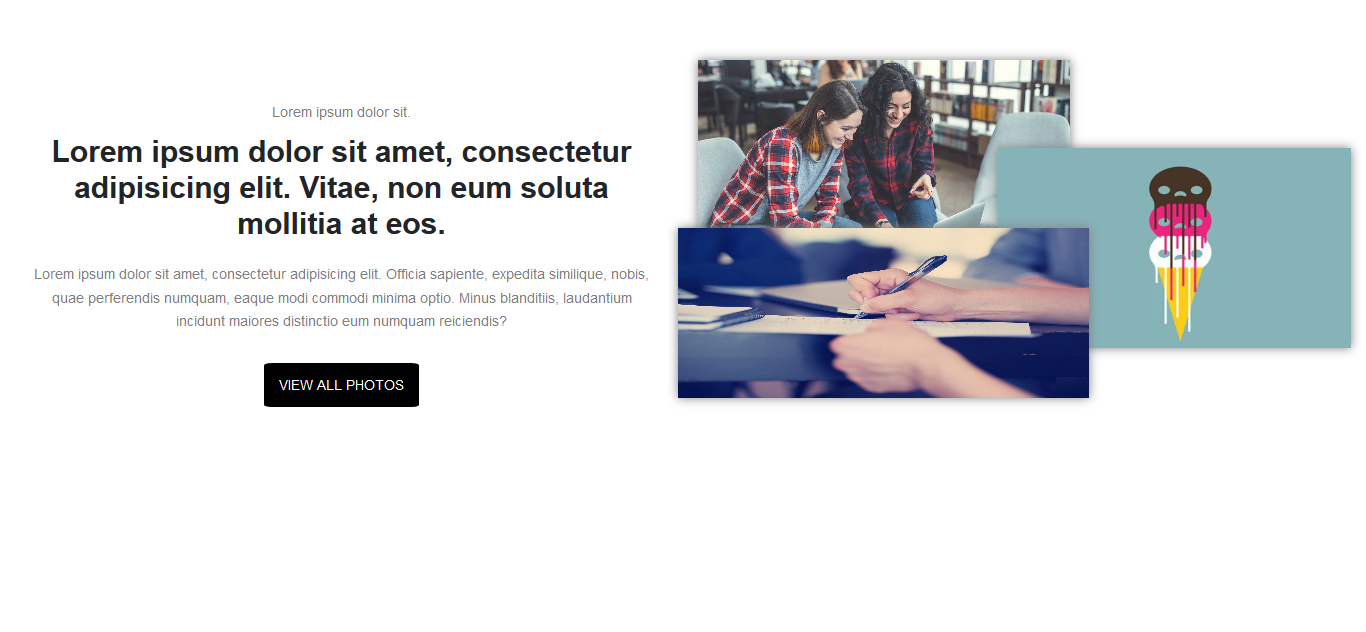 Lorem ipsum dolor sit.
Lorem ipsum dolor sit amet, consectetur
adipisicing elit. Vitae, non eum soluta
mollitia at eos.
Lorem ipsum dolor sit amet, consectetur adipisicing elit. Officia sapiente, expedita similique, nobis,
quae perferendis numquam, eaque modi commodi minima optio. Minus blanditiis, laudantium
incidunt maiores distinctio eum numquam reiciendis?
VIEW ALL PHOTOS